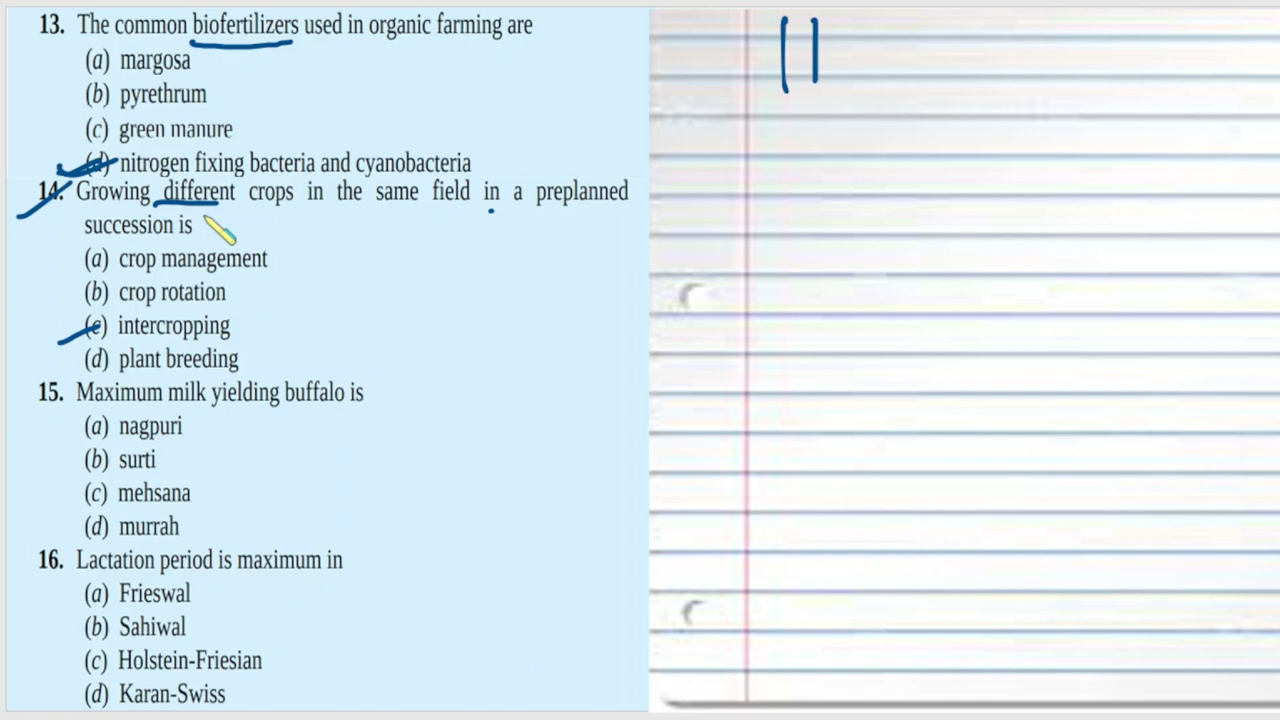 13. The common biofertilizers used in organic farming are
(a) margosa
(b) pyrethrum
(c) green manure
(d) nitrogen fixing bacteria and cyanobacteria
14. Growing different crops in the same field in a preplanned
succession is
(a) crop management
(b) crop rotation
(c) intercropping
(d) plant breeding
15. Maximum milk yielding buffalo is
(a) nagpuri
(b) surti
(c) mehsana
(d) murrah
16. Lactation period is maximum in
(a) Frieswal
(b) Sahiwal
(c) Holstein-Friesian
(d) Karan-Swiss